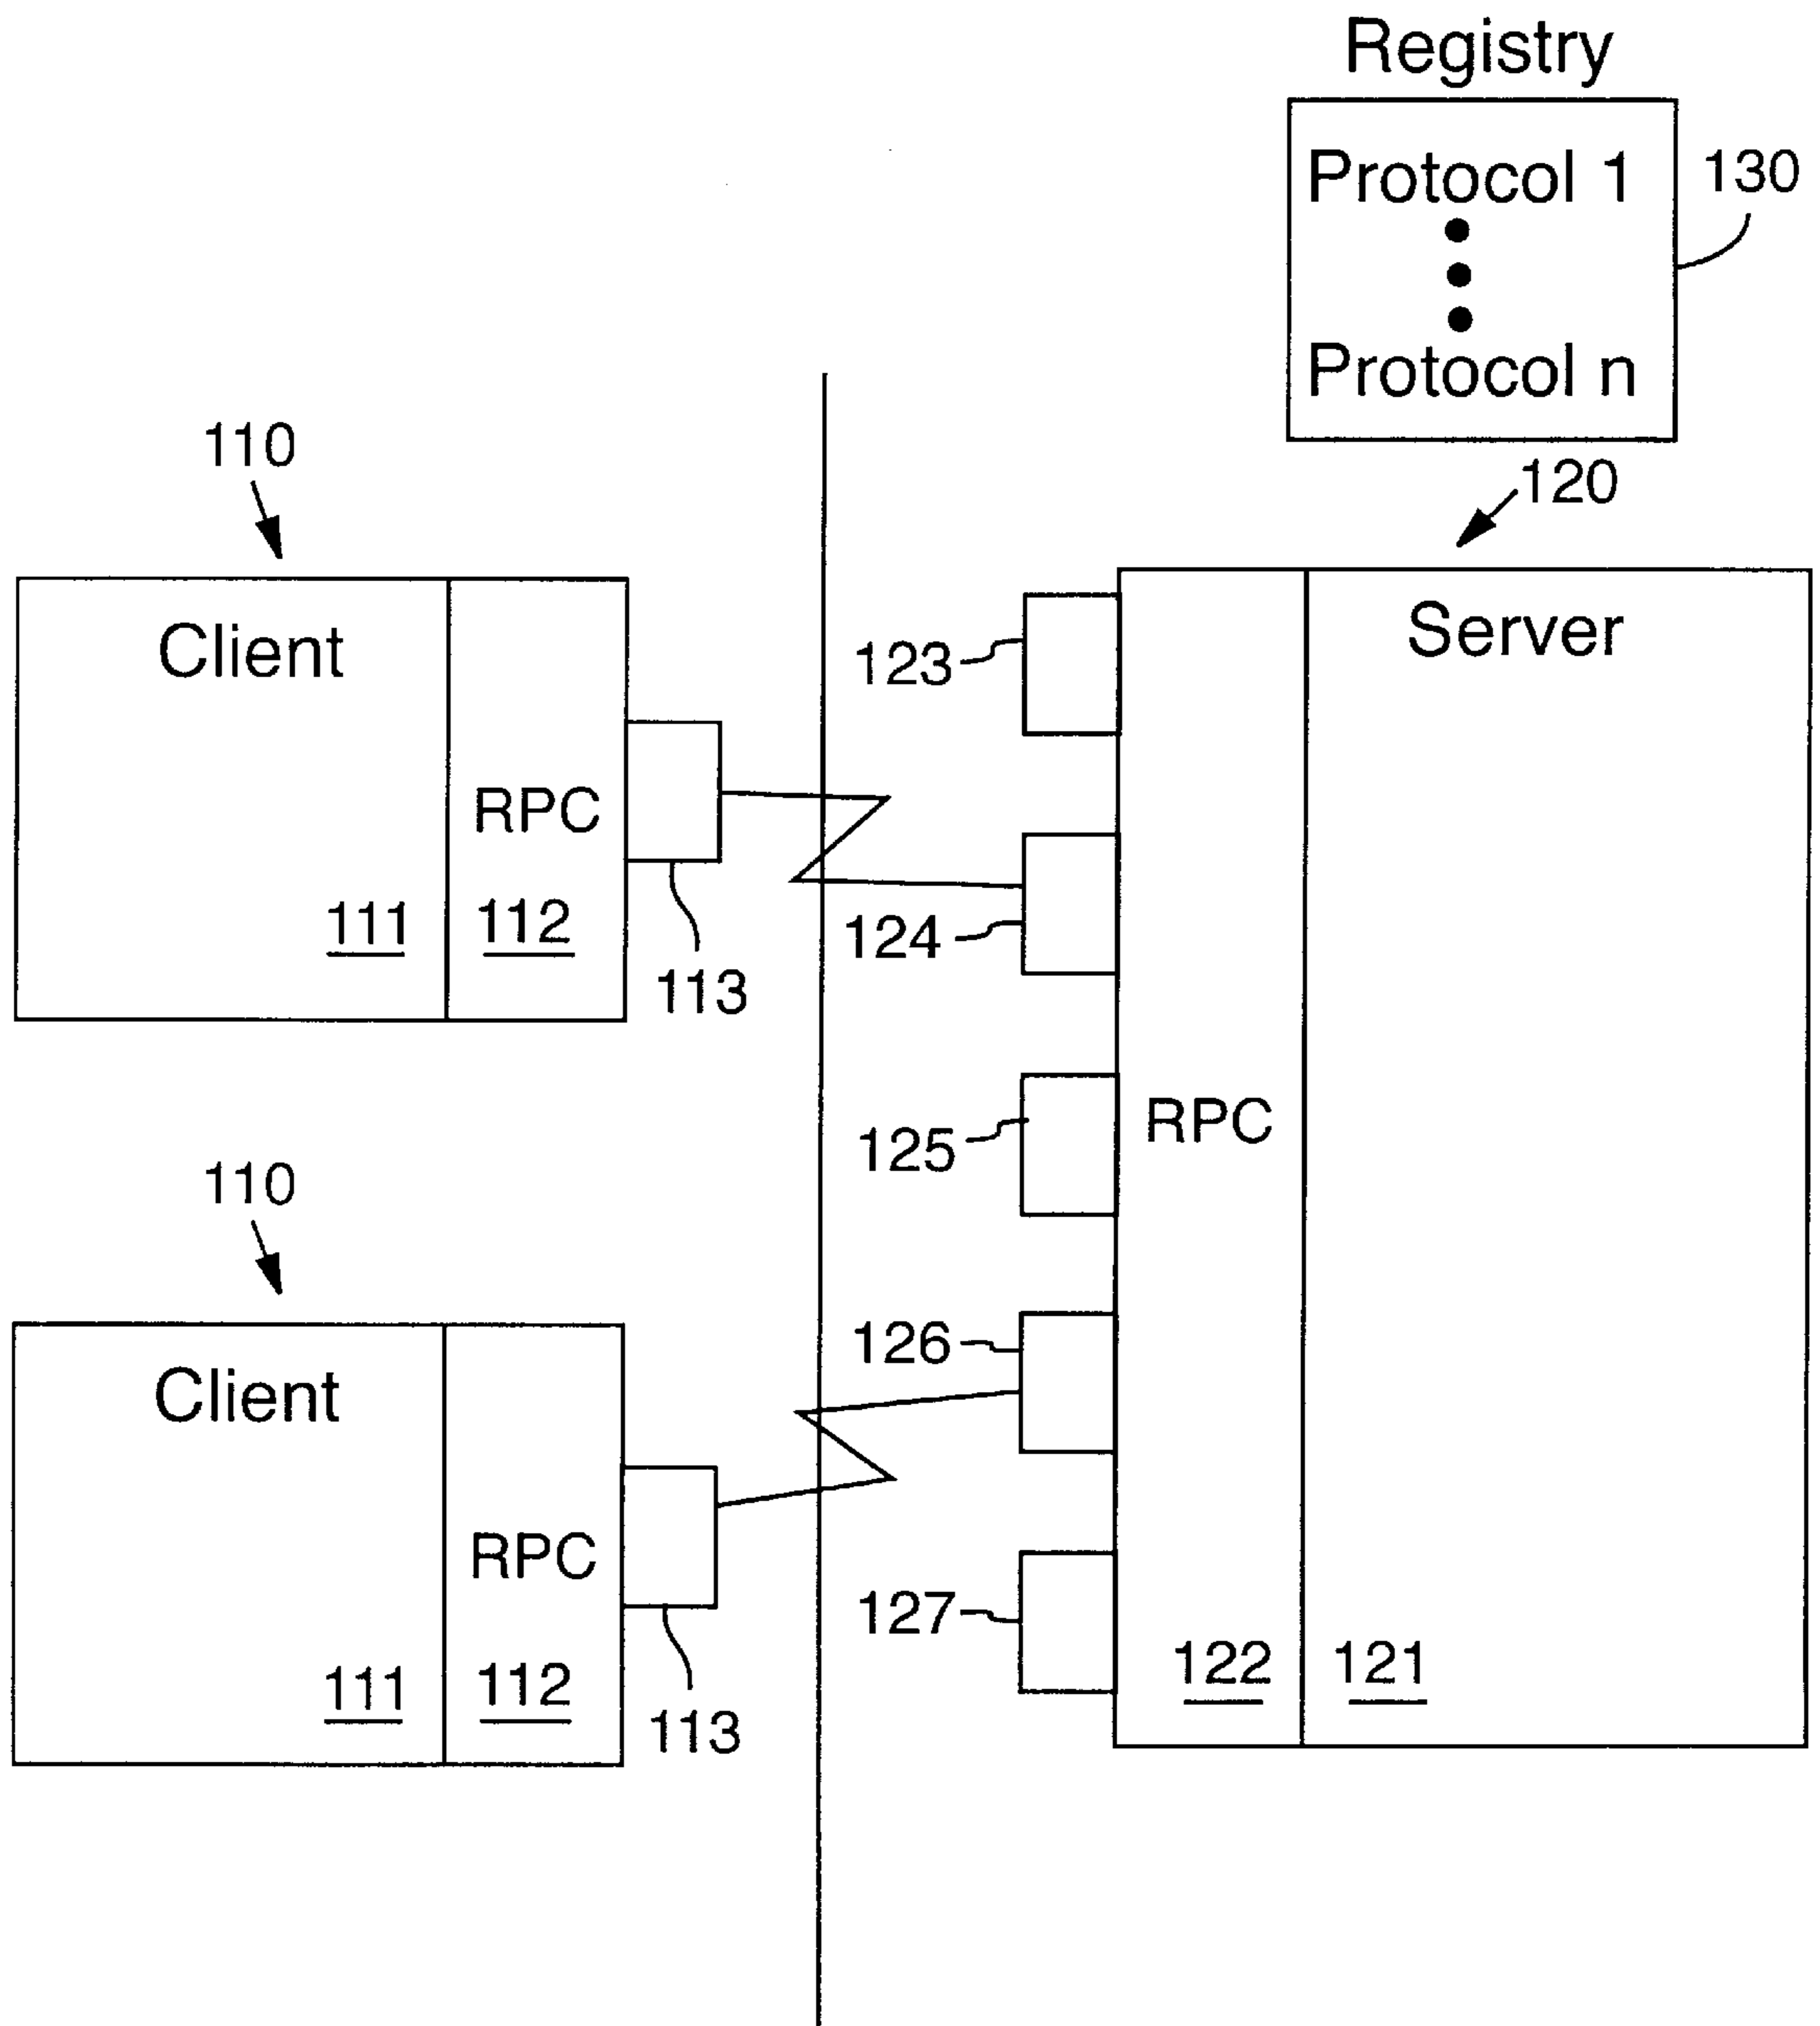 Registry
Protocol 1
Protocol n
130
120
110
Client
RPC
111
112
113
110
Client
RPC
111
112
113
Server
123
124
125
RPC
126
127
122
121